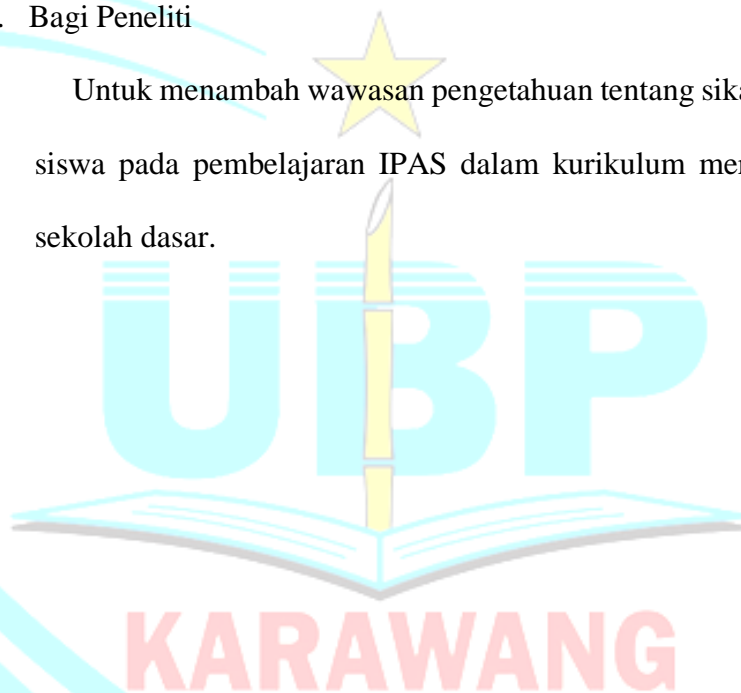 . Bagi Peneliti
Untuk menambah wawasan pengetahuan tentang
siswa pada pembelajaran IPAS dalam kurikulum
sekolah dasar.
UBP
KARAWANG